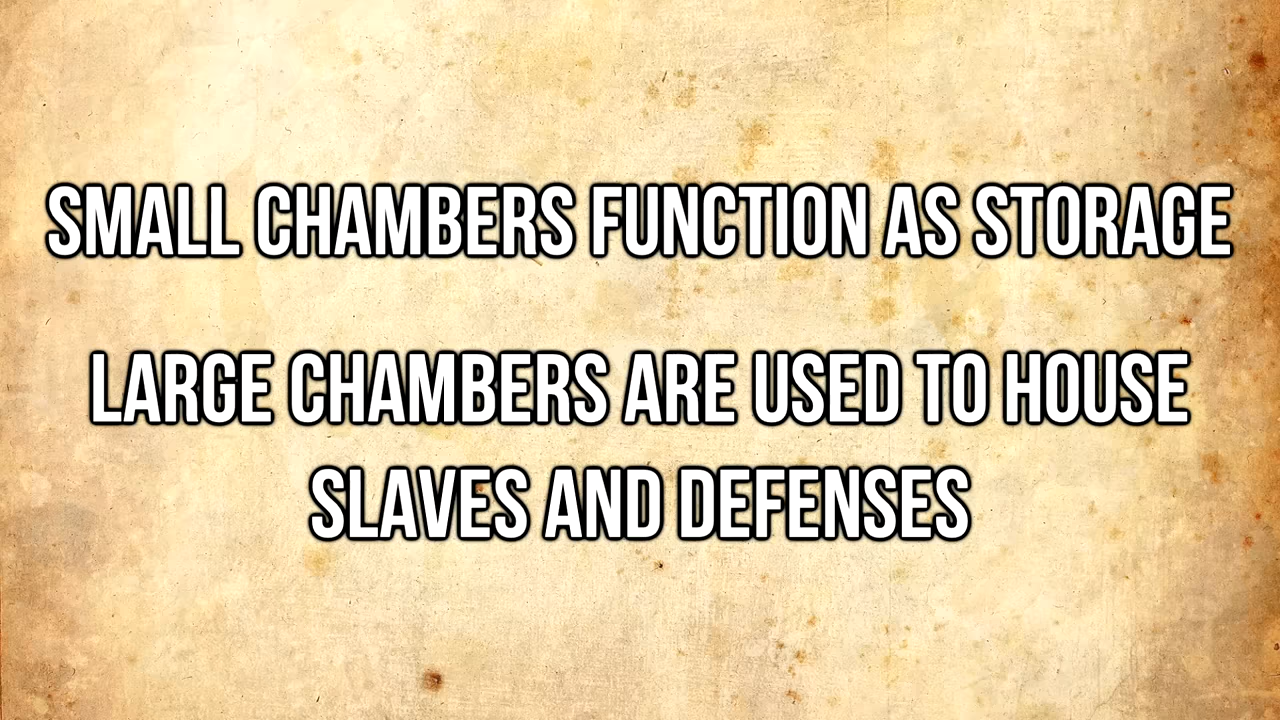 SMALL CHAMBERS FUNCTION AS STORAGE
LARGE CHAMBERS ARE USED TO HOUSE
SLAVES AND DEFENSES